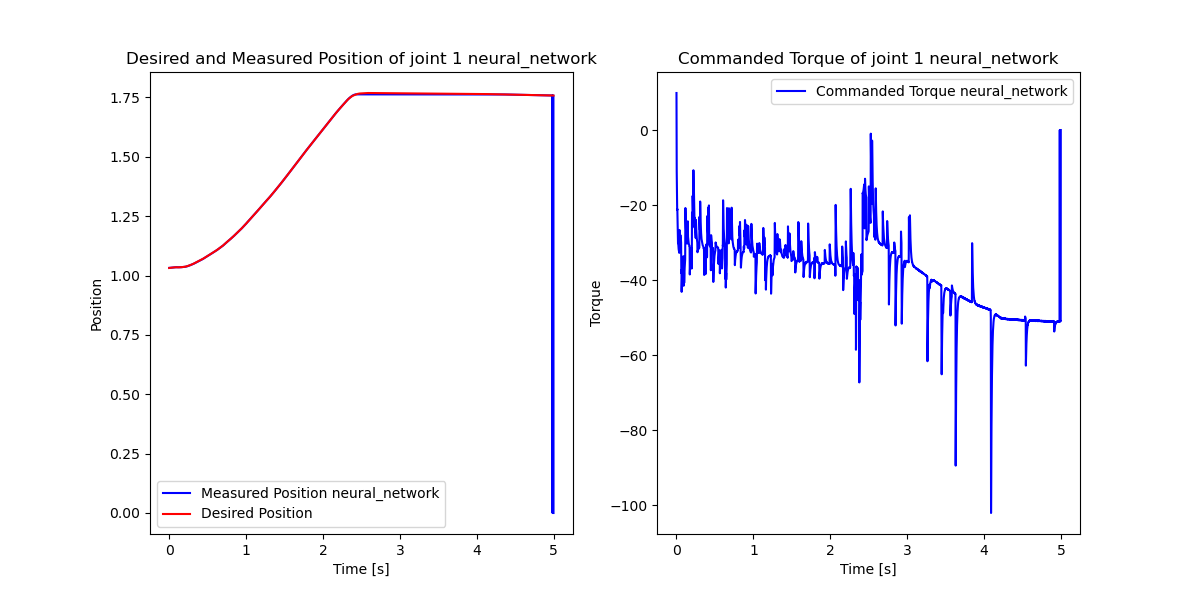 Desired and Measured Position of joint 1 neural_network
Position
1.75
1.50
1.25
1.00
0.75
0.50
0.25
0.00
Measured Position neural_network
Desired Position
0 1 2 3 4 5
Time [s]
Commanded Torque of joint 1 neural_network
Torque
Commanded Torque neural_network
0
−20
−40
−60
−80
−100
0 1 2 3 4 5
Time [s]